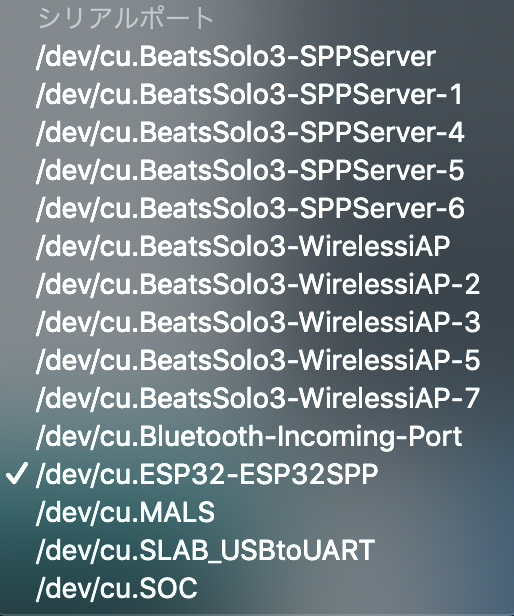 シリアルポート
/dev/cu.BeatsSolo3-SPPServer
/dev/cu.BeatsSolo3-SPPServer-1
/dev/cu.BeatsSolo3-SPPServer-4
/dev/cu.BeatsSolo3-SPPServer-5
/dev/cu.BeatsSolo3-SPPServer-6
/dev/cu.BeatsSolo3-WirelessiAP
/dev/cu.BeatsSolo3-WirelessiAP-2
/dev/cu.BeatsSolo3-WirelessiAP-3
/dev/cu.BeatsSolo3-WirelessiAP-5
/dev/cu.BeatsSolo3-WirelessiAP-7
/dev/cu.Bluetooth-Incoming-Port
✓ /dev/cu.ESP32-ESP32SPP
/dev/cu.MALS
/dev/cu.SLAB_USBtoUART
/dev/cu.SOC